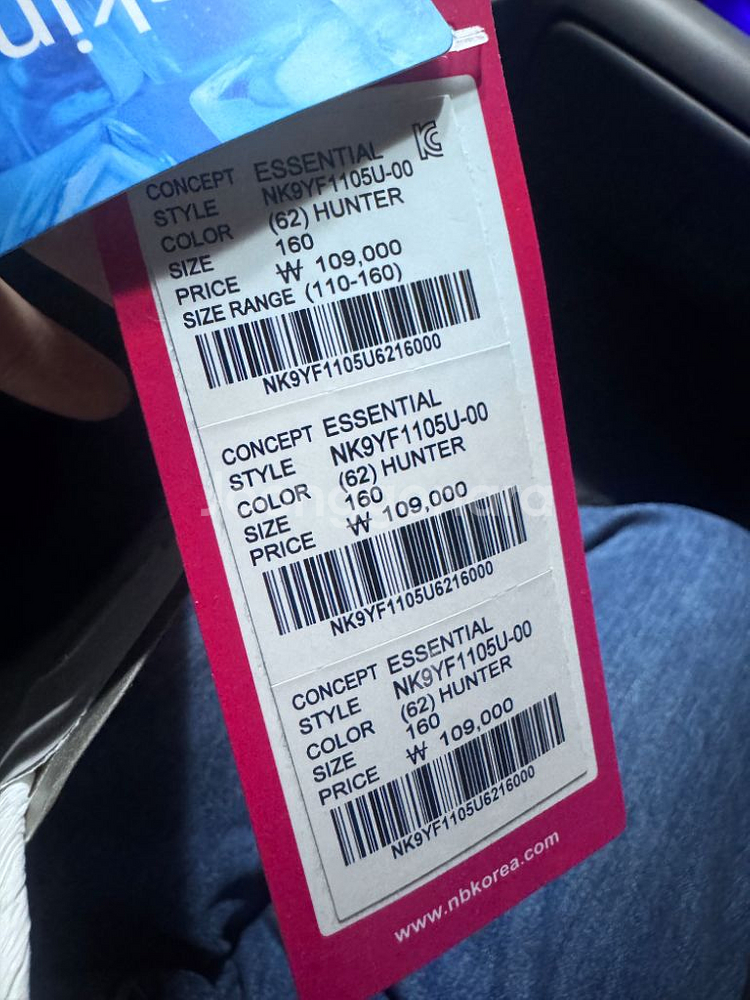 kin
CONCEPT ESSENTIAL
STYLE NK9YF1105U-00
COLOR (62) HUNTER
SIZE 160
PRICE ₩ 109,000
SIZE RANGE (110-160)
NK9YF1105U6216000
CONCEPT ESSENTIAL
STYLE NK9YF1105U-00
COLOR (62) HUNTER
SIZE 160
PRICE ₩ 109,000
NK9YF1105U6216000
CONCEPT ESSENTIAL
STYLE NK9YF1105U-00
COLOR (62) HUNTER
SIZE 160
PRICE ₩ 109,000
NK9YF1105U6216000
www.nbkorea.com